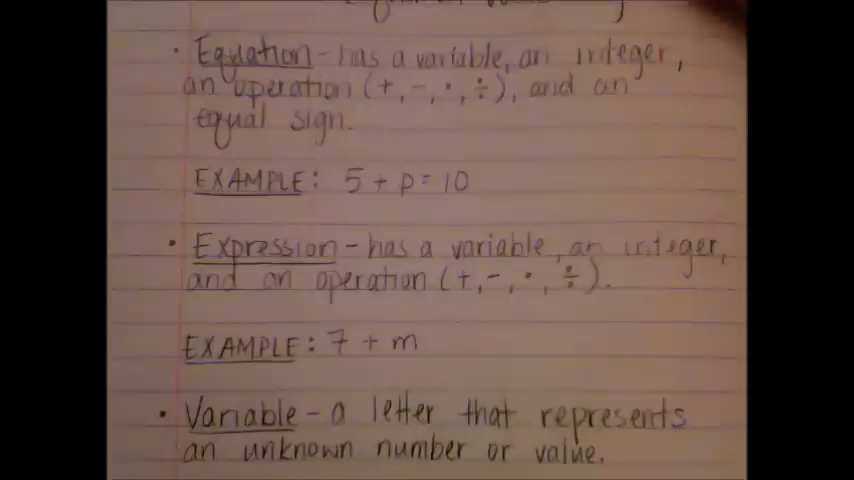 • Equation - has a variable, an integer,
an operation (+, -, ·, ÷), and an
equal sign.
EXAMPLE: 5 + p = 10
• Expression - has a variable, an integer,
and an operation (+, -, ·, ÷).
EXAMPLE: 7 + m
• Variable - a letter that represents
an unknown number or value.